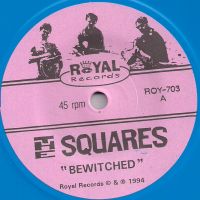 ROYAL
Records
45 rpm
ROY-703
A
THE SQUARES
"BEWITCHED"
Royal Records © & ℗ 1994